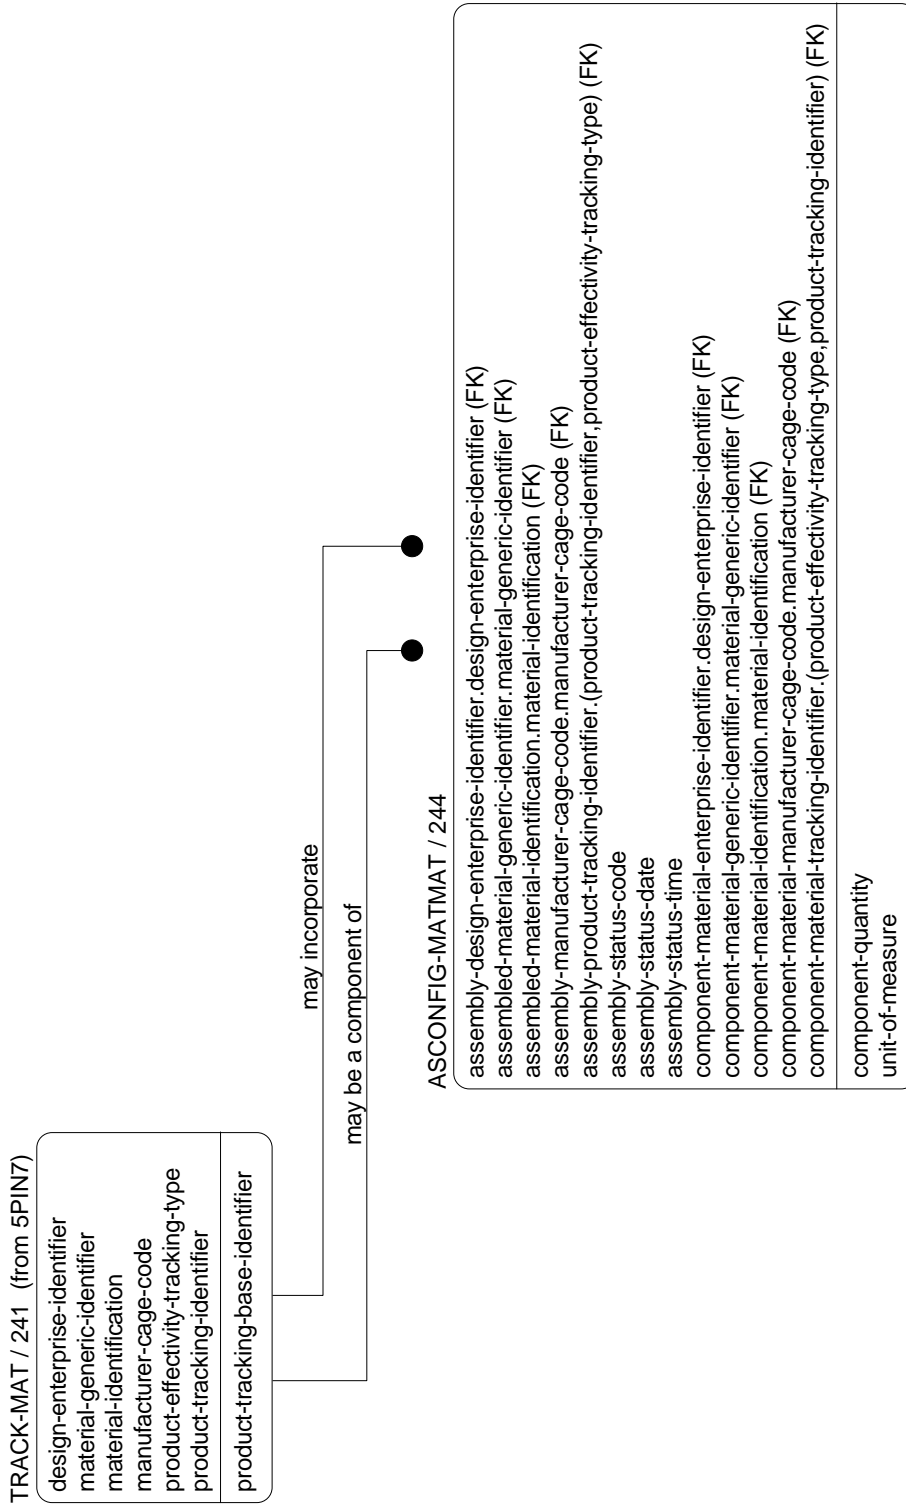 TRACK-MAT / 241 (from 5PIN7)
design-enterprise-identifier
material-generic-identifier
material-identification
manufacturer-cage-code
product-effectivity-tracking-type
product-tracking-identifier
product-tracking-base-identifier
may incorporate
may be a component of
ASCONFIG-MATMAT / 244
assembly-design-enterprise-identifier.design-enterprise-identifier (FK)
assembled-material-generic-identifier.material-generic-identifier (FK)
assembled-material-identification.material-identification (FK)
assembly-manufacturer-cage-code.manufacturer-cage-code (FK)
assembly-product-tracking-identifier.(product-tracking-identifier,product-effectivity-tracking-type) (FK)
assembly-status-code
assembly-status-date
assembly-status-time
component-material-enterprise-identifier.design-enterprise-identifier (FK)
component-material-generic-identifier.material-generic-identifier (FK)
component-material-identification.material-identification (FK)
component-material-manufacturer-cage-code.manufacturer-cage-code (FK)
component-material-tracking-identifier.(product-effectivity-tracking-type,product-tracking-identifier) (FK)
component-quantity
unit-of-measure